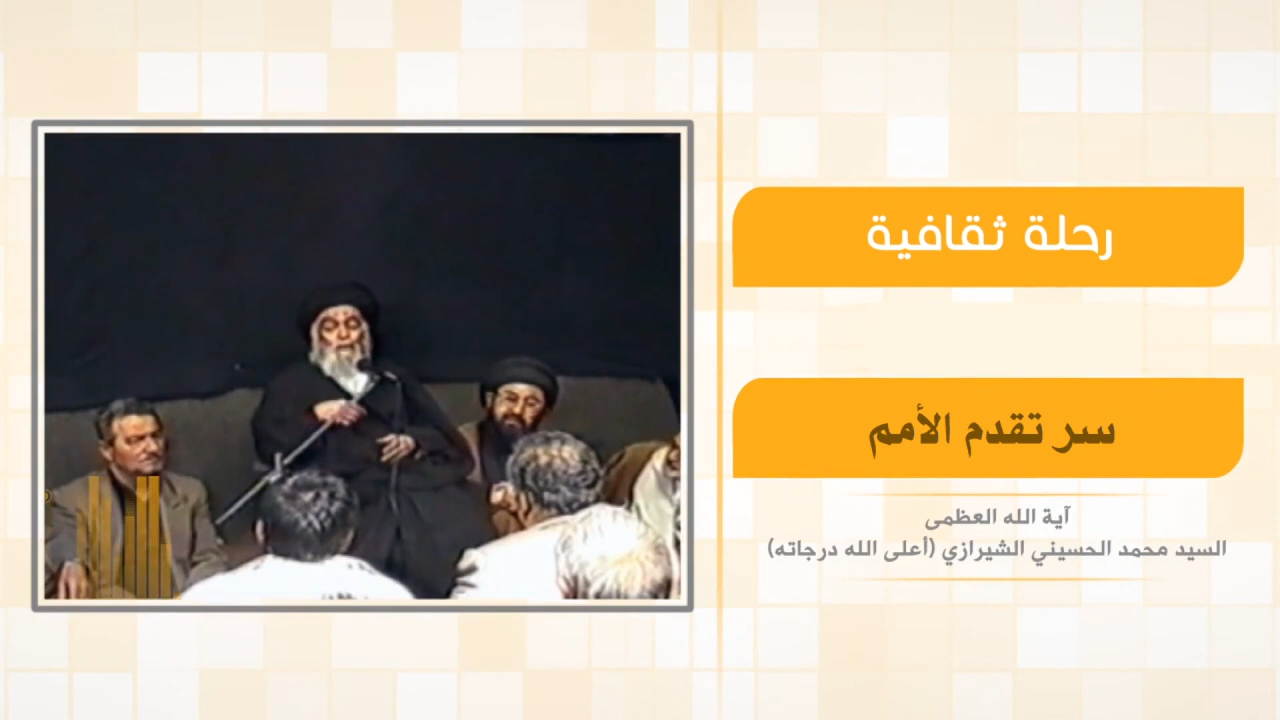 رحلة ثقافية
سر تقدم الأمم
آية الله العظمى
السيد محمد الحسيني الشيرازي (أعلى الله درجاته)